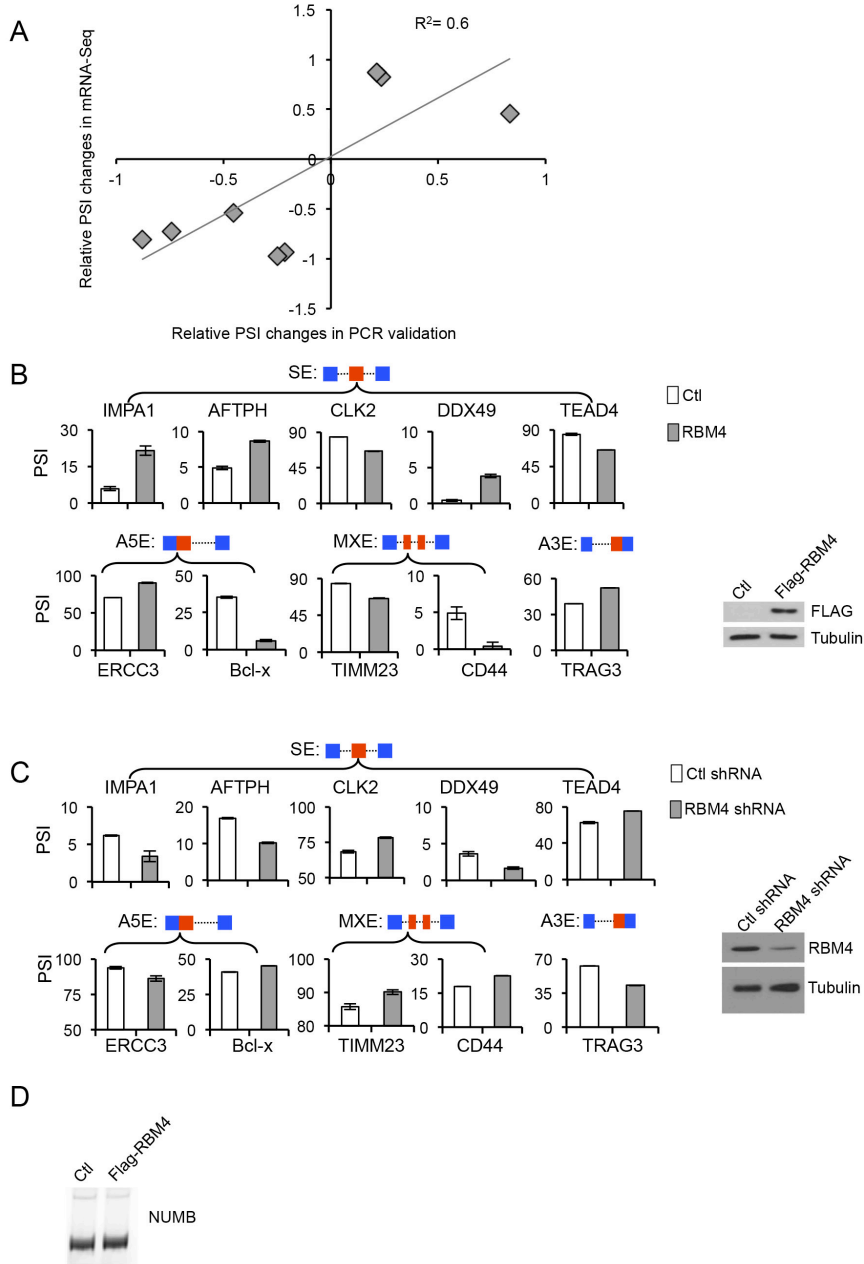 A
R²= 0.6
Relative PSI changes in mRNA-Seq
1.5
1
0.5
0
-0.5
-1
-1.5
-1
-0.5
0
0.5
1
Relative PSI changes in PCR validation
B
SE:
Ctl
RBM4
IMPA1
AFTPH
CLK2
DDX49
TEAD4
PSI
30
15
0
10
5
0
90
45
0
10
5
0
90
45
0
A5E:
MXE:
A3E:
PSI
100
75
50
25
0
50
25
0
90
45
0
10
5
0
60
30
0
ERCC3
Bcl-x
TIMM23
CD44
TRAG3
Ctl
Flag-RBM4
FLAG
Tubulin
C
SE:
Ctl shRNA
RBM4 shRNA
IMPA1
AFTPH
CLK2
DDX49
TEAD4
PSI
10
5
0
20
10
0
100
75
50
10
5
0
80
40
0
A5E:
MXE:
A3E:
PSI
100
75
50
50
25
0
100
90
80
30
15
0
70
35
0
ERCC3
Bcl-x
TIMM23
CD44
TRAG3
Ctl shRNA
RBM4 shRNA
RBM4
Tubulin
D
Ctl
Flag-RBM4
NUMB